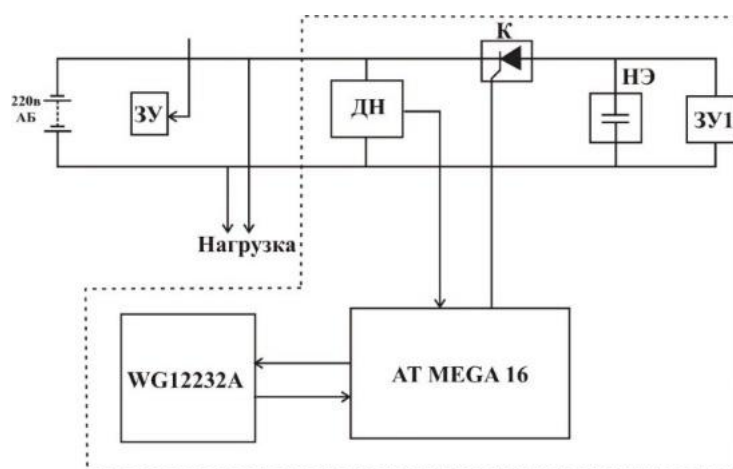 К
НЭ
220в
АБ
ЗУ
ДН
ЗУ1
Нагрузка
WG12232A
AT MEGA 16